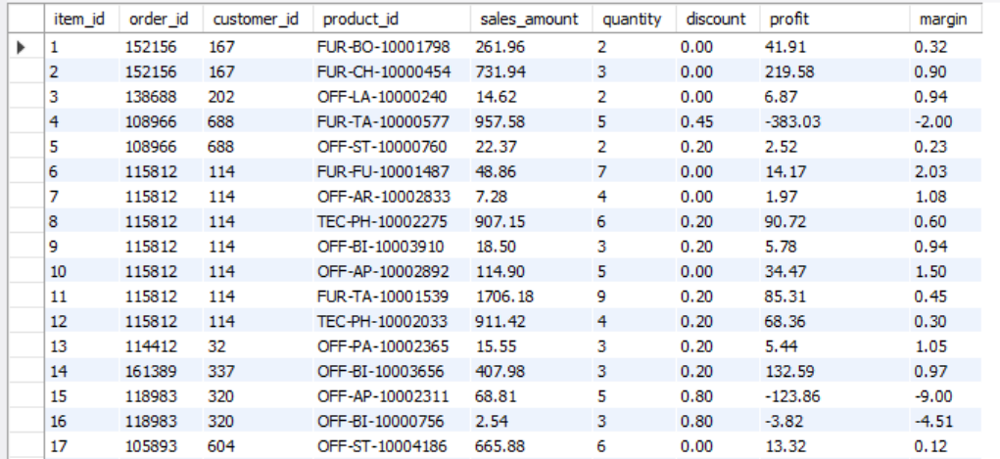 item_id order_id customer_id product_id sales_amount quantity discount profit margin
1 152156 167 FUR-BO-10001798 261.96 2 0.00 41.91 0.32
2 152156 167 FUR-CH-10000454 731.94 3 0.00 219.58 0.90
3 138688 202 OFF-LA-10000240 14.62 2 0.00 6.87 0.94
4 108966 688 FUR-TA-10000577 957.58 5 0.45 -383.03 -2.00
5 108966 688 OFF-ST-10000760 22.37 2 0.20 2.52 0.23
6 115812 114 FUR-FU-10001487 48.86 7 0.00 14.17 2.03
7 115812 114 OFF-AR-10002833 7.28 4 0.00 1.97 1.08
8 115812 114 TEC-PH-10002275 907.15 6 0.20 90.72 0.60
9 115812 114 OFF-BI-10003910 18.50 3 0.20 5.78 0.94
10 115812 114 OFF-AP-10002892 114.90 5 0.00 34.47 1.50
11 115812 114 FUR-TA-10001539 1706.18 9 0.20 85.31 0.45
12 115812 114 TEC-PH-10002033 911.42 4 0.20 68.36 0.30
13 114412 32 OFF-PA-10002365 15.55 3 0.20 5.44 1.05
14 161389 337 OFF-BI-10003656 407.98 3 0.20 132.59 0.97
15 118983 320 OFF-AP-10002311 68.81 5 0.80 -123.86 -9.00
16 118983 320 OFF-BI-10000756 2.54 3 0.80 -3.82 -4.51
17 105893 604 OFF-ST-10004186 665.88 6 0.00 13.32 0.12